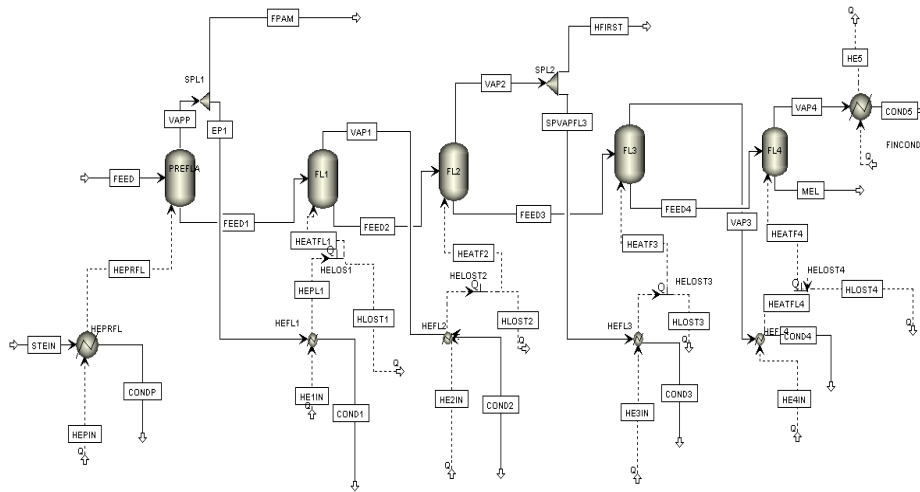 FPAM
HFIRST
SPL1
VAPP
EP1
PREFLA
FEED
FEED1
HEPRFL
HEPRFL
STEIN
CONDP
HEPIN
Q
VAP1
FL1
FEED2
HEATFL1
Q
HELOS1
HEPL1
HLOST1
Q
HEFL1
HE1IN
Q
COND1
VAP2
SPL2
SPVAPFL3
FL2
FEED3
HEATF2
HELOST2
Q
HLOST2
Q
HEFL2
HE2IN
Q
COND2
FL3
FEED4
HEATF3
HELOST3
Q
HLOST3
Q
HEFL3
HE3IN
Q
COND3
VAP3
VAP4
FL4
MEL
HEATF4
HELOST4
Q
HLOST4
Q
HEATFL4
COND4
HE4IN
Q
Q
HE5
COND5
FINCOND
Q